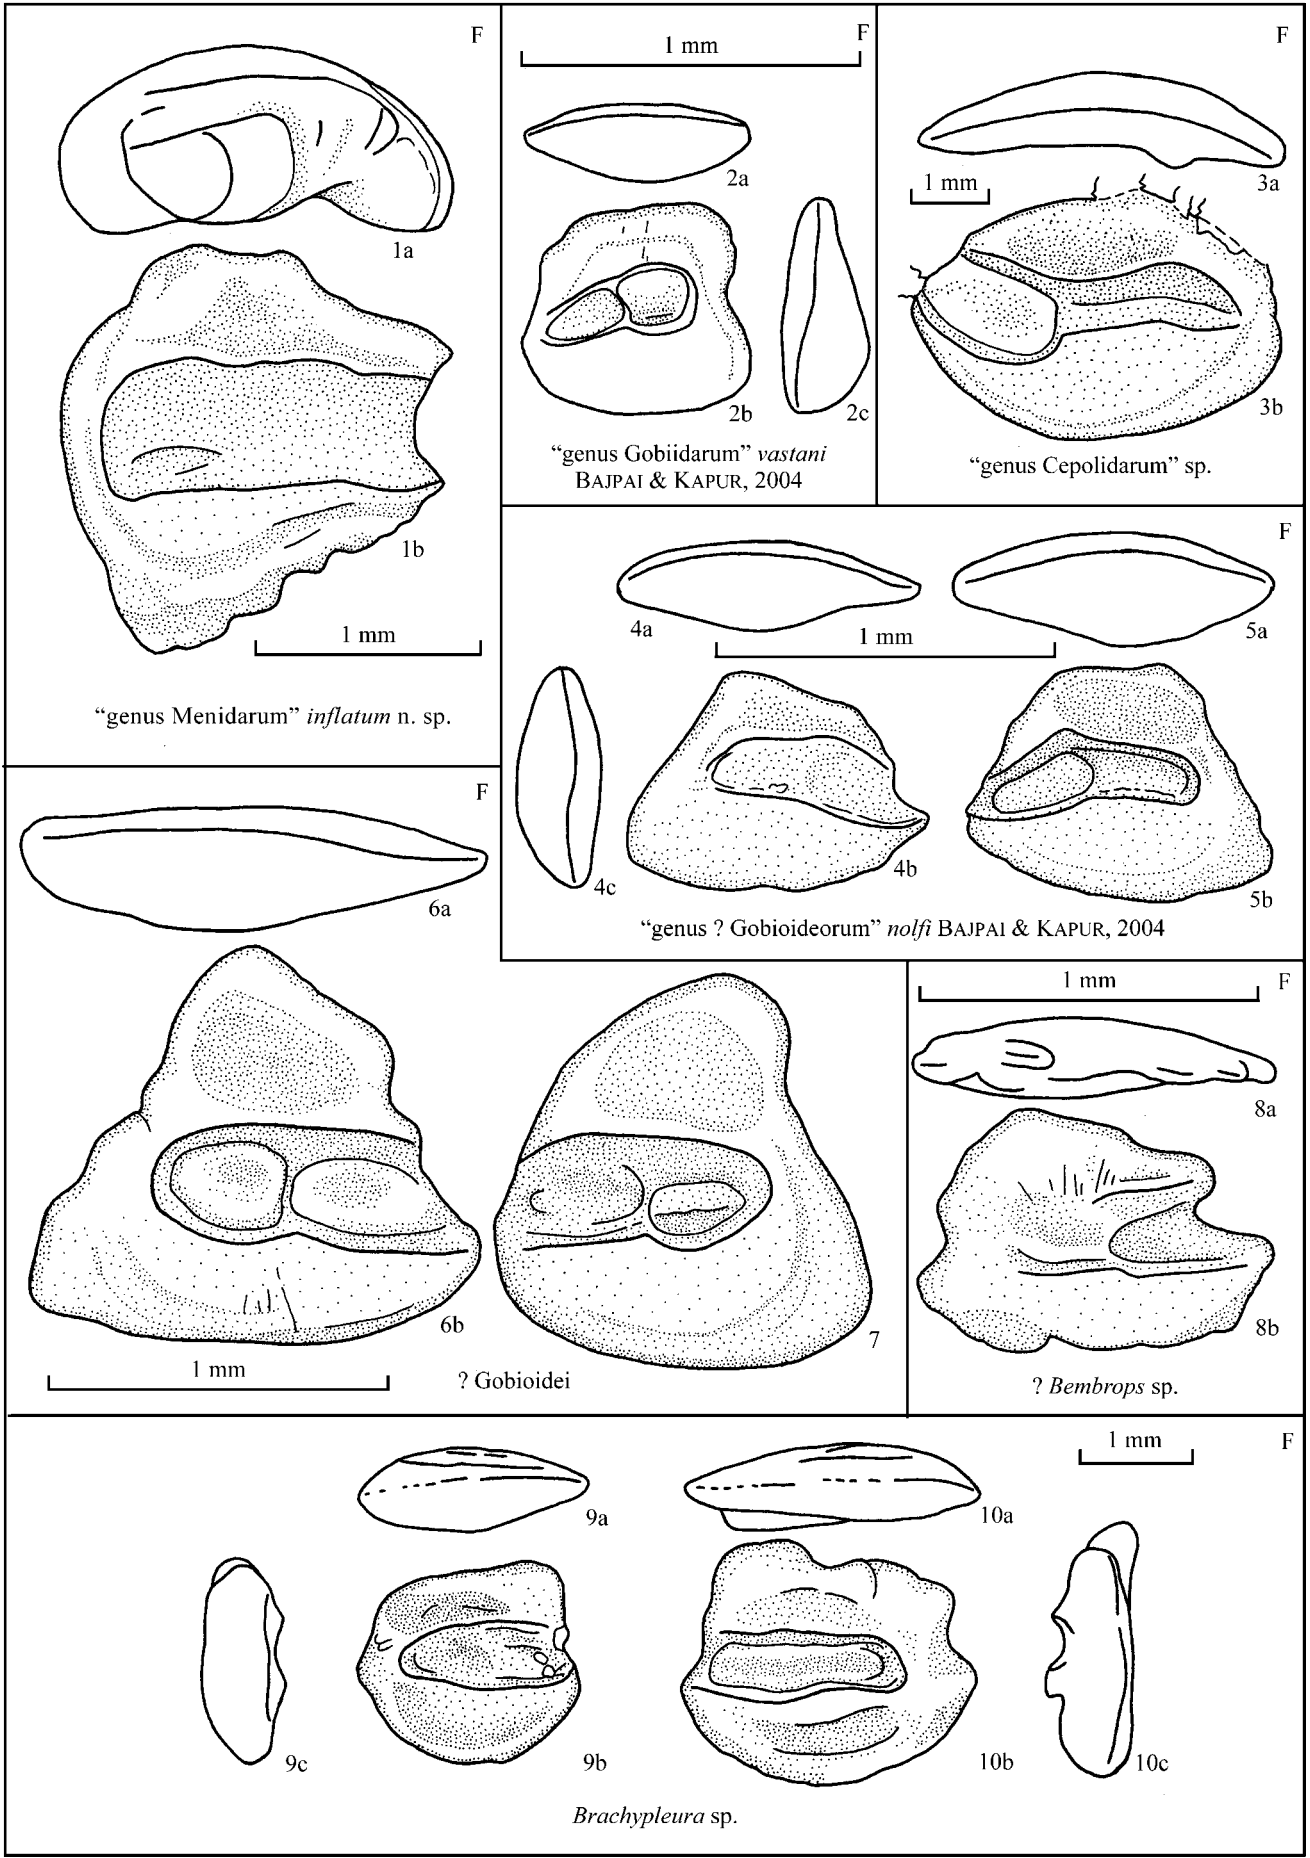 F
1a
1b
1 mm
“genus Menidarum” inflatum n. sp.
F
1 mm
2a
2b
2c
“genus Gobiidarum” vastani
BAJPAI & KAPUR, 2004
F
3a
1 mm
3b
“genus Cepolidarum” sp.
F
4a
1 mm
5a
4c
4b
5b
“genus ? Gobioideorum” nolfi BAJPAI & KAPUR, 2004
F
6a
6b
7
1 mm
? Gobioidei
1 mm
F
8a
8b
? Bembrops sp.
1 mm
F
9a
10a
9c
9b
10b
10c
Brachypleura sp.